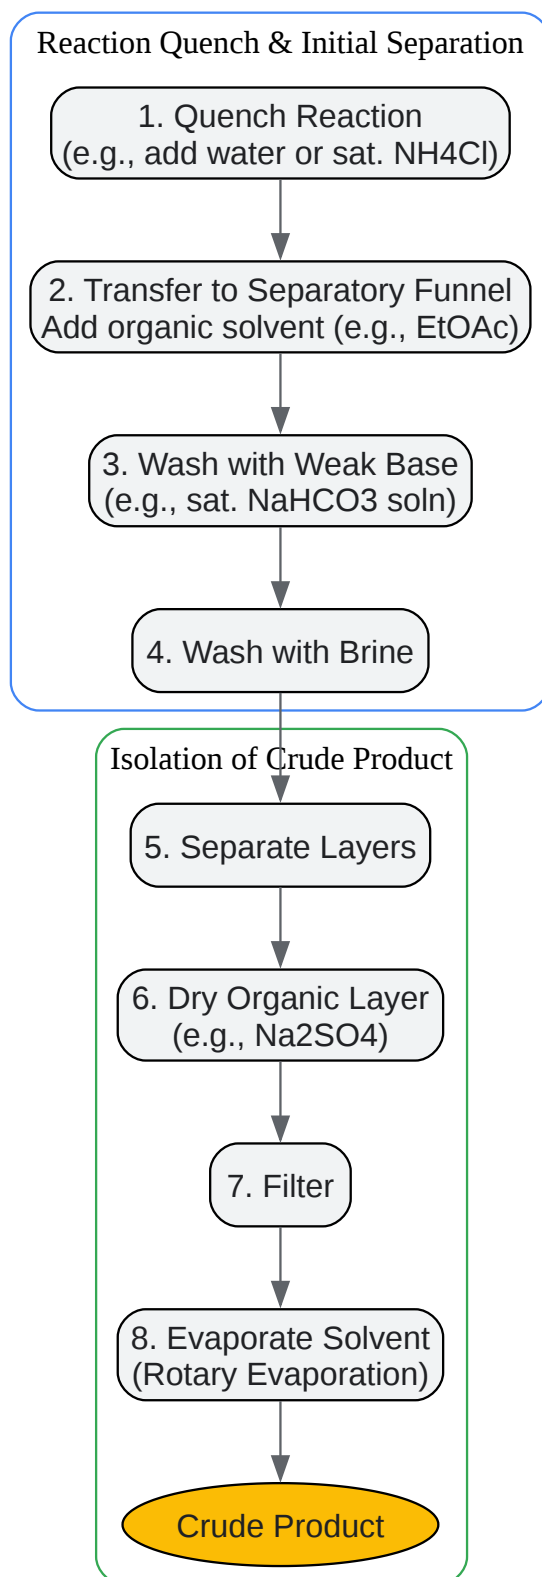 Reaction Quench & Initial Separation
1. Quench Reaction
(e.g., add water or sat. NH4Cl)
2. Transfer to Separatory Funnel
Add organic solvent (e.g., EtOAc)
3. Wash with Weak Base
(e.g., sat. NaHCO3 soln)
4. Wash with Brine
Isolation of Crude Product
5. Separate Layers
6. Dry Organic Layer
(e.g., Na2SO4)
7. Filter
8. Evaporate Solvent
(Rotary Evaporation)
Crude Product